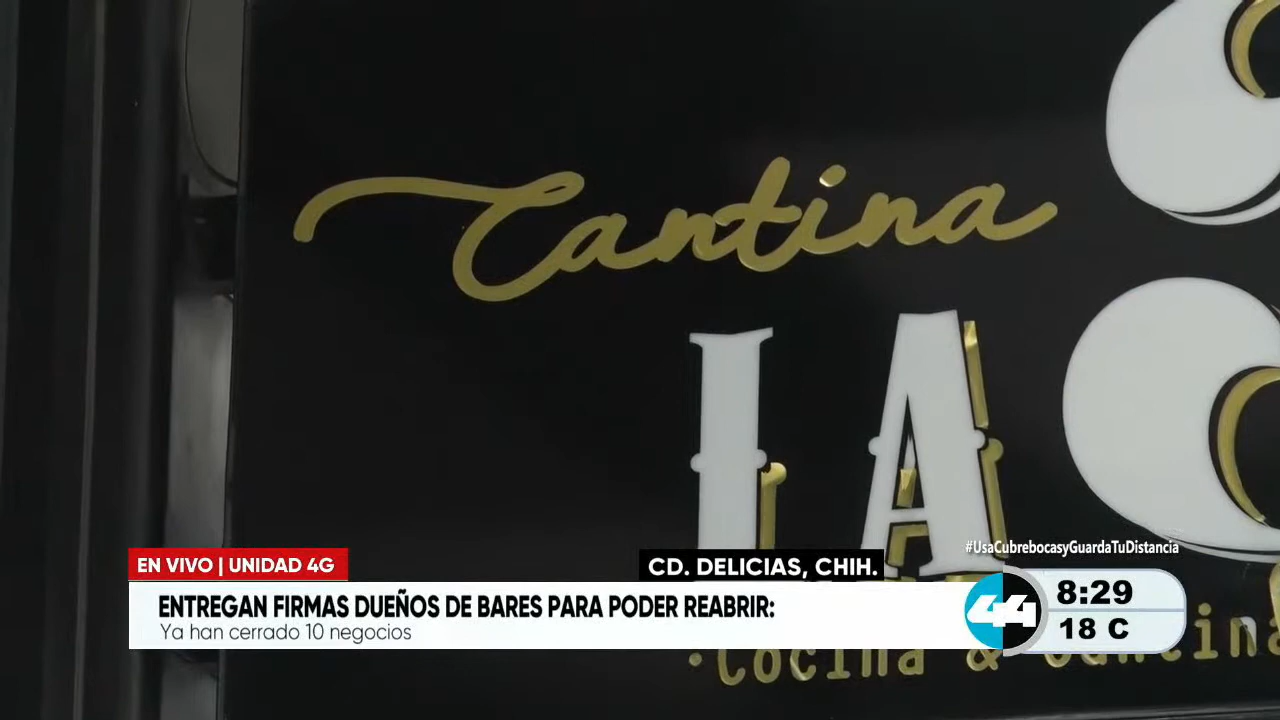 Cantina
LA
EN VIVO | UNIDAD 4G
CD. DELICIAS, CHIH.
#UsaCubrebocasyGuardaTuDistancia
ENTREGAN FIRMAS DUEÑOS DE BARES PARA PODER REABRIR:
Ya han cerrado 10 negocios
44
8:29
18 C
·Cocina & Cantina